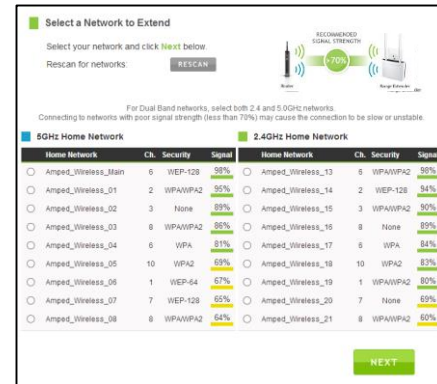 Select a Network to Extend
Select your network and click Next below.
Rescan for networks: RESCAN
RECOMMENDED
SIGNAL STRENGTH
>70%
Router Range Extender
For Dual Band networks, select both 2.4 and 5.0GHz networks.
Connecting to networks with poor signal strength (less than 70%) may cause the connection to be slow or unstable.
5GHz Home Network
Home Network Ch. Security Signal
Amped_Wireless_Main 6 WEP-128 98%
Amped_Wireless_01 2 WPA/WPA2 95%
Amped_Wireless_02 3 None 89%
Amped_Wireless_03 8 WPA/WPA2 86%
Amped_Wireless_04 6 WPA 81%
Amped_Wireless_05 10 WPA2 69%
Amped_Wireless_06 1 WEP-64 67%
Amped_Wireless_07 7 WEP-128 65%
Amped_Wireless_08 8 WPA/WPA2 64%
2.4GHz Home Network
Home Network Ch. Security Signal
Amped_Wireless_13 6 WPA/WPA2 98%
Amped_Wireless_14 2 WEP-128 94%
Amped_Wireless_15 3 WPA/WPA2 90%
Amped_Wireless_16 8 None 89%
Amped_Wireless_17 6 WPA 84%
Amped_Wireless_18 10 WPA2 83%
Amped_Wireless_19 1 WPA/WPA2 80%
Amped_Wireless_20 7 None 69%
Amped_Wireless_21 8 WPA/WPA2 60%
NEXT